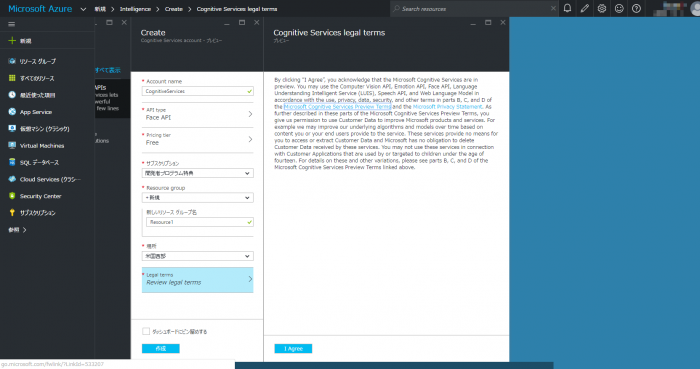 Microsoft Azure 新規 > Intelligence > Create > Cognitive Services legal terms
Search resources
新規
リソース グループ
すべてのリソース
最近使った項目
App Service
仮想マシン (クラシック)
Virtual Machines
SQL データベース
Cloud Services (クラシ...
Security Center
サブスクリプション
参照 >
すべて表示
APIs
ervices lets
werful
few lines
utions
Create
Cognitive Services account - プレビュー
* Account name
CognitiveServices
* API type
Face API
* Pricing tier
Free
* サブスクリプション
開発者プログラム特典
* Resource group
+新規
新しいリソース グループ名
Resource1
* 場所
米国西部
* Legal terms
Review legal terms
ダッシュボードにピン留めする
作成
Cognitive Services legal terms
プレビュー
By clicking "I Agree", you acknowledge that the Microsoft Cognitive Services are in
preview. You may use the Computer Vision API, Emotion API, Face API, Language
Understanding Intelligent Service (LUIS), Speech API, and Web Language Model in
accordance with the use, privacy, data, security, and other terms in parts B, C, and D of
the Microsoft Cognitive Services Preview Terms and the Microsoft Privacy Statement. As
further described in these parts of the Microsoft Cognitive Services Preview Terms, you
give us permission to use Customer Data to improve Microsoft products and services. For
example we may improve our underlying algorithms and models over time based on
content you or your end users provide to the service. These services provide no means for
you to access or extract Customer Data and Microsoft has no obligation to delete
Customer Data received by these services. You may not use these services in connection
with Customer Applications that are used by or targeted to children under the age of
fourteen. For details on these and other variations, please see parts B, C, and D of the
Microsoft Cognitive Services Preview Terms linked above.
I Agree